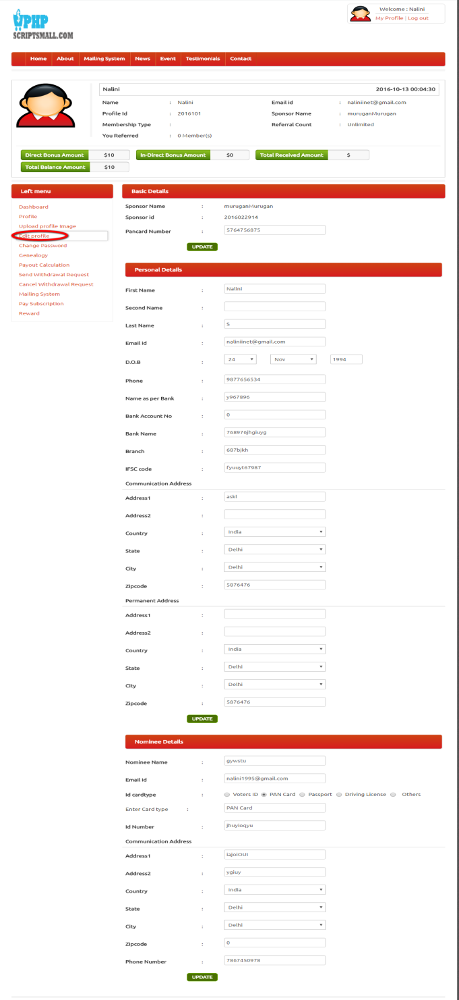 Welcome : Nalini
My Profile | Log out
PHP
SCRIPTSMALL.COM
Home About Mailing System News Event Testimonials Contact
Nalini 2016-10-13 00:04:30
Name : Nalini Email id : naliniinet@gmail.com
Profile Id : 2016101 Sponsor Name : muruganMurugan
Membership Type : Referral Count : Unlimited
You Referred : 0 Member(s)
Direct Bonus Amount $10 In-Direct Bonus Amount $0 Total Received Amount $
Total Balance Amount $10
Left menu
Dashboard
Profile
Upload profile Image
Edit profile
Change Password
Genealogy
Payout Calculation
Send Withdrawal Request
Cancel Withdrawal Request
Mailing System
Pay Subscription
Reward
Basic Details
Sponsor Name : muruganMurugan
Sponsor id : 2016022914
Pancard Number : 5764756875
UPDATE
Personal Details
First Name : Nalini
Second Name :
Last Name : S
Email Id : naliniinet@gmail.com
D.O.B : 24 Nov 1994
Phone : 9877656534
Name as per Bank : y967896
Bank Account No : 0
Bank Name : 768976jhgiuyg
Branch : 687bjkh
IFSC code : fyuuyt67987
Communication Address
Address1 : askl
Address2 :
Country : India
State : Delhi
City : Delhi
Zipcode : 5876476
Permanent Address
Address1 :
Address2 :
Country : India
State : Delhi
City : Delhi
Zipcode : 5876476
UPDATE
Nominee Details
Nominee Name : gywstu
Email id : nalini1995@gmail.com
Id cardtype : Voters ID PAN Card Passport Driving License Others
Enter Card type : PAN Card
Id Number : jhuyioqyu
Communication Address
Address1 : iajoiOUI
Address2 : ygiuy
Country : India
State : Delhi
City : Delhi
Zipcode : 0
Phone Number : 7867450978
UPDATE